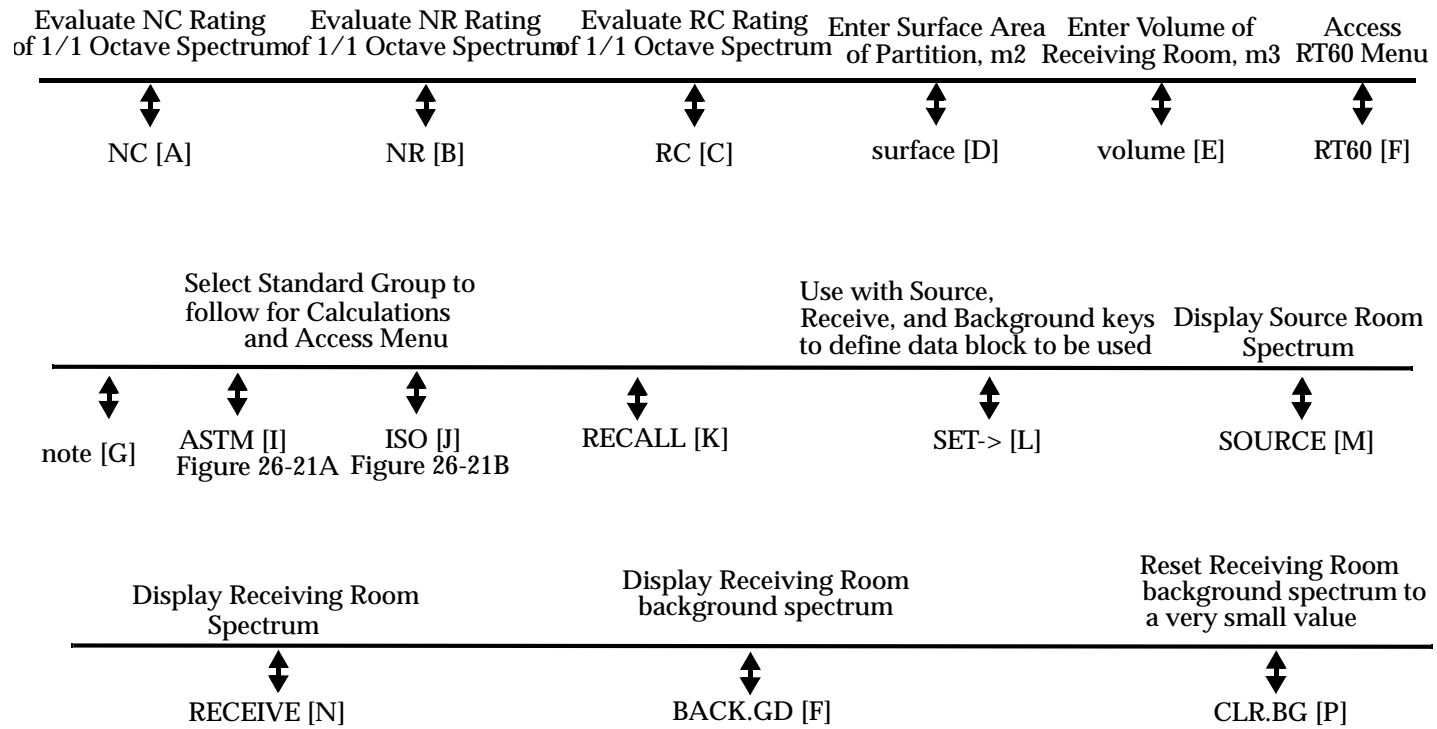 Evaluate NC Rating
of 1/1 Octave Spectrum
Evaluate NR Rating
of 1/1 Octave Spectrum
Evaluate RC Rating
of 1/1 Octave Spectrum
Enter Surface Area
of Partition, m2
Enter Volume of
Receiving Room, m3
Access
RT60 Menu
NC [A]
NR [B]
RC [C]
surface [D]
volume [E]
RT60 [F]
Select Standard Group to
follow for Calculations
and Access Menu
Use with Source,
Receive, and Background keys
to define data block to be used
Display Source Room
Spectrum
note [G]
ASTM [I]
Figure 26-21A
ISO [J]
Figure 26-21B
RECALL [K]
SET-> [L]
SOURCE [M]
Display Receiving Room
Spectrum
Display Receiving Room
background spectrum
Reset Receiving Room
background spectrum to
a very small value
RECEIVE [N]
BACK.GD [F]
CLR.BG [P]